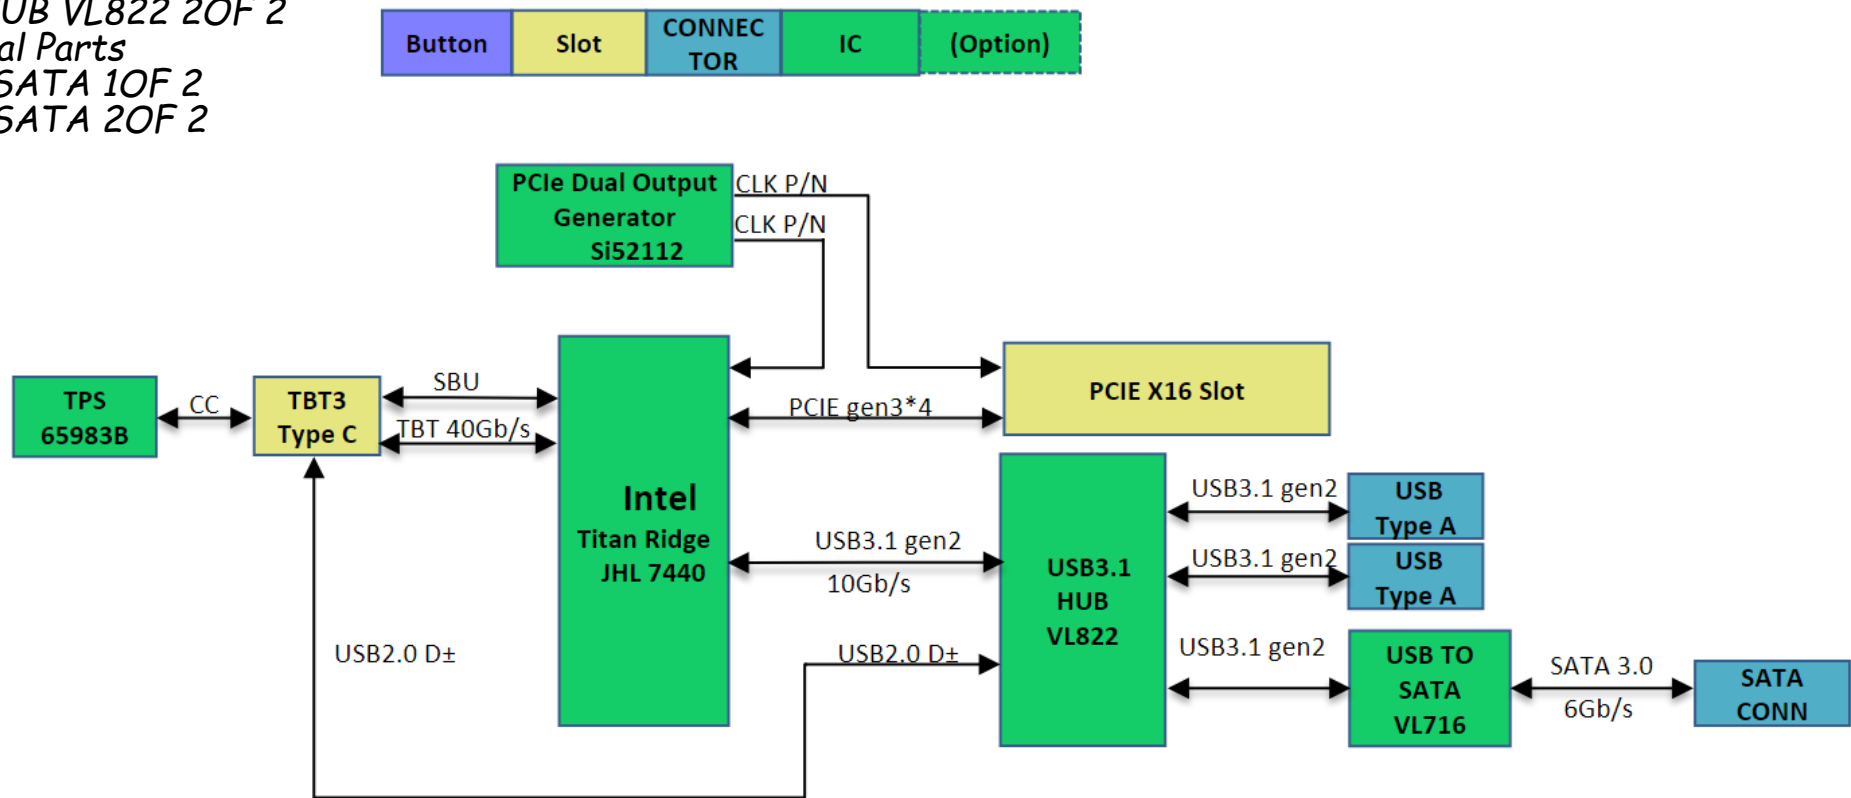 UB VL822 2OF 2
al Parts
SATA 1OF 2
SATA 2OF 2
Button
Slot
CONNEC
TOR
IC
(Option)
PCIe Dual Output
Generator
Si52112
CLK P/N
CLK P/N
TPS
65983B
CC
TBT3
Type C
SBU
TBT 40Gb/s
Intel
Titan Ridge
JHL 7440
PCIE gen3*4
PCIE X16 Slot
USB3.1 gen2
10Gb/s
USB2.0 D±
USB2.0 D±
USB3.1
HUB
VL822
USB3.1 gen2
USB
Type A
USB3.1 gen2
USB
Type A
USB3.1 gen2
USB TO
SATA
VL716
SATA 3.0
6Gb/s
SATA
CONN